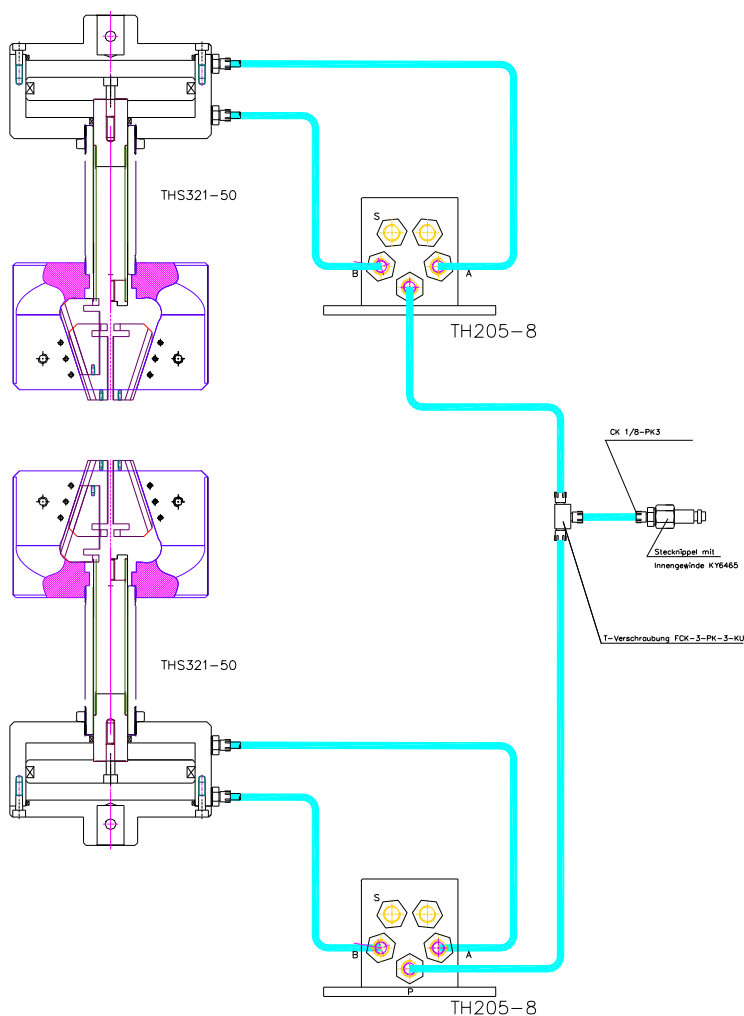 THS321-50
S
B
A
TH205-8
CK 1/8-PK3
Stecknippel mit
Innengewinde KY6465
T-Verschraubung FCK-3-PK-3-KU
THS321-50
S
B
A
P
TH205-8